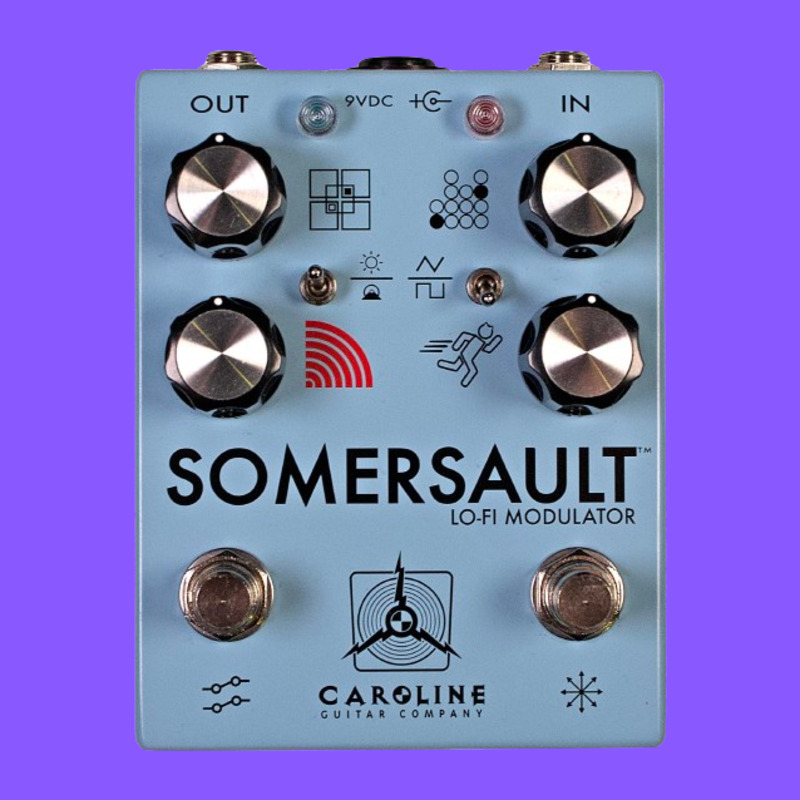 OUT 9VDC IN
SOMERSAULT™
LO-FI MODULATOR
CAROLINE
GUITAR COMPANY